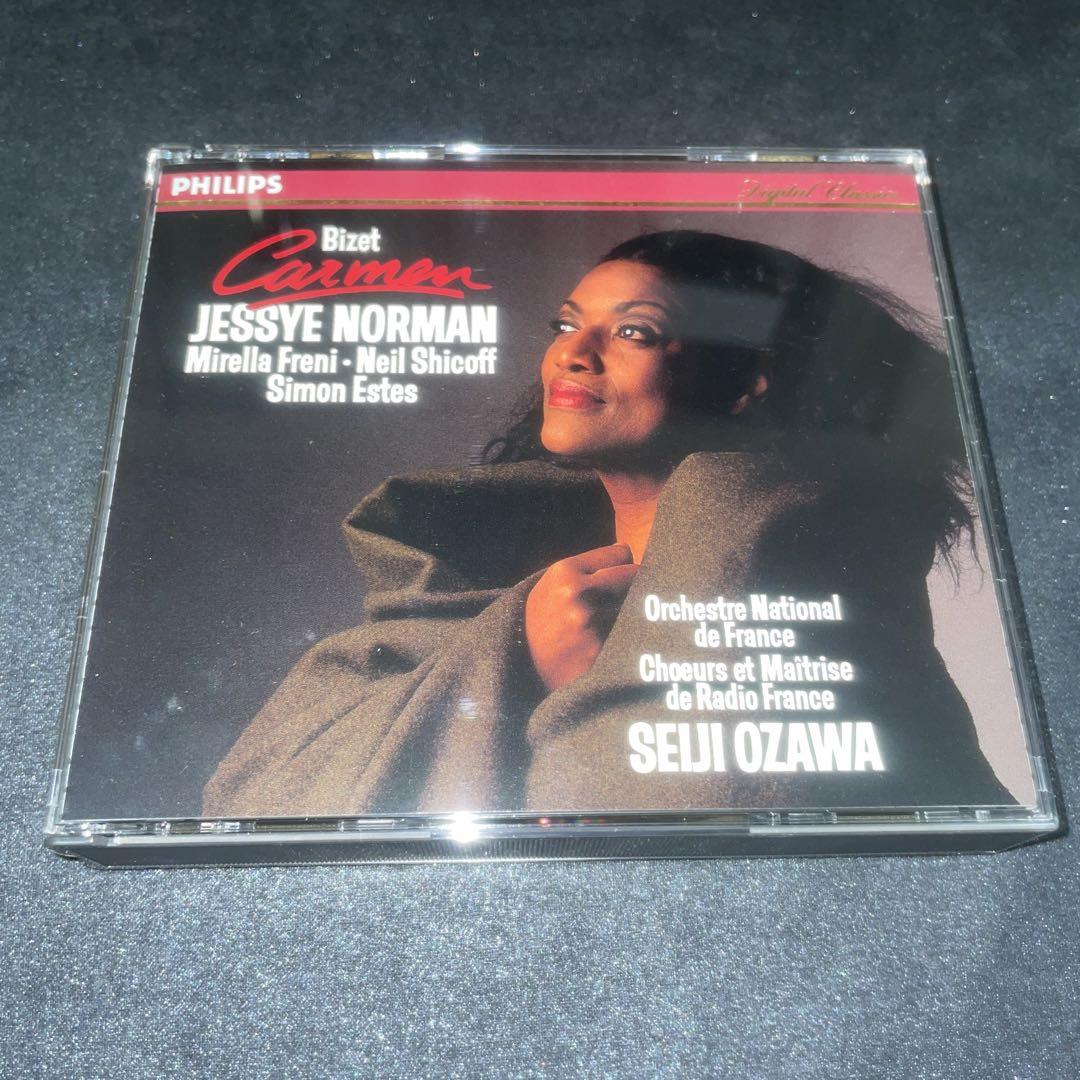 PHILIPS
Digital Classics
Bizet
Carmen
JESSYE NORMAN
Mirella Freni · Neil Shicoff
Simon Estes
Orchestre National
de France
Chœurs et Maîtrise
de Radio France
SEIJI OZAWA